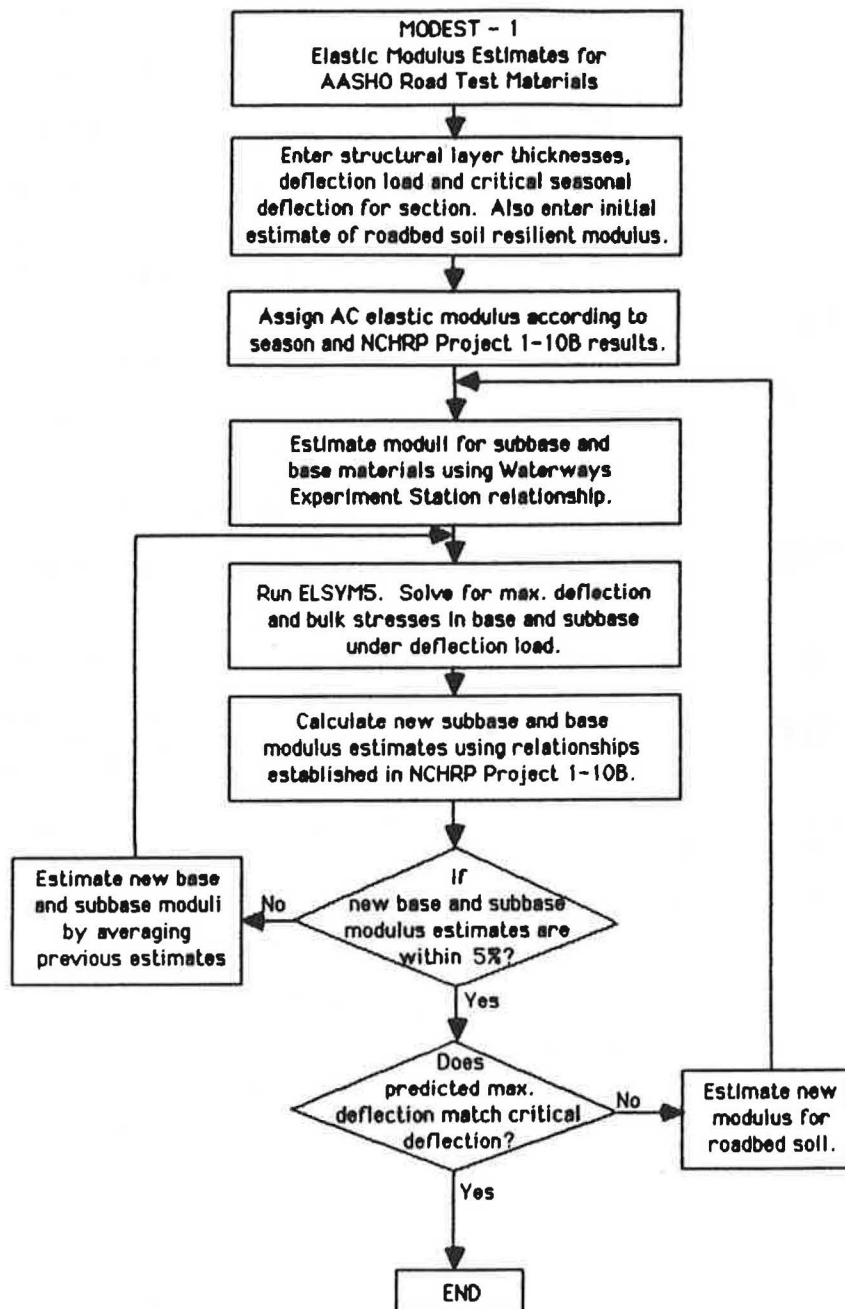 MODEST - 1
Elastic Modulus Estimates for
AASHO Road Test Materials
Enter structural layer thicknesses,
deflection load and critical seasonal
deflection for section. Also enter initial
estimate of roadbed soil resilient modulus.
Assign AC elastic modulus according to
season and NCHRP Project 1-10B results.
Estimate moduli for subbase and
base materials using Waterways
Experiment Station relationship.
Run ELSYM5. Solve for max. deflection
and bulk stresses in base and subbase
under deflection load.
Calculate new subbase and base
modulus estimates using relationships
established in NCHRP Project 1-10B.
If
new base and subbase
modulus estimates are
within 5%?
No
Estimate new base
and subbase moduli
by averaging
previous estimates
Yes
Does
predicted max.
deflection match critical
deflection?
No
Estimate new
modulus for
roadbed soil.
Yes
END